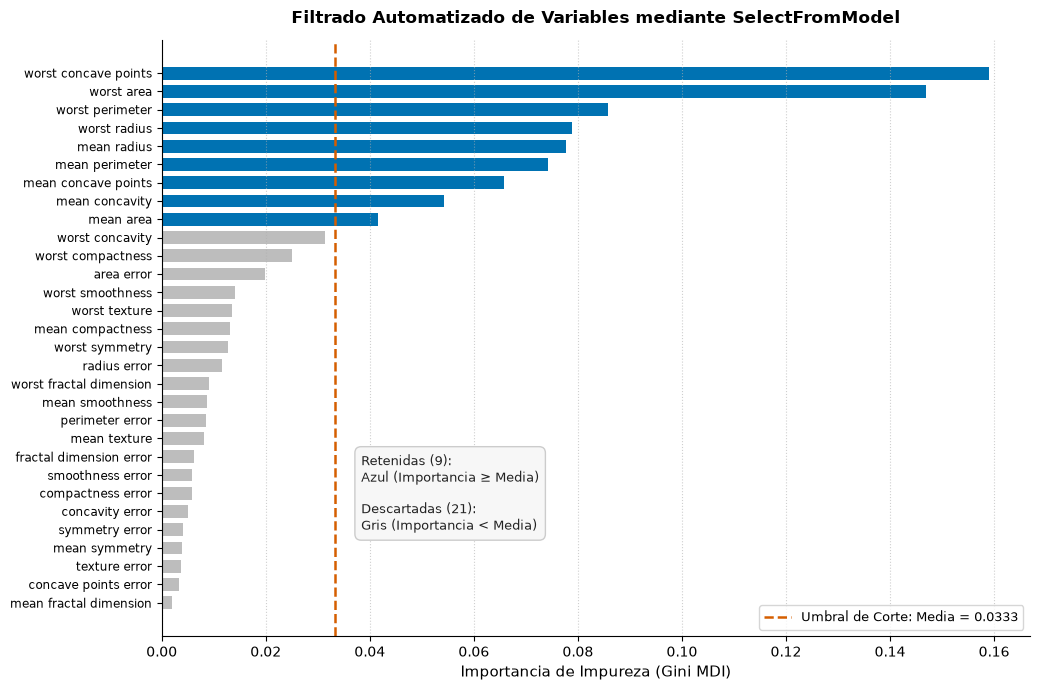 Filtrado Automatizado de Variables mediante SelectFromModel
worst concave points
worst area
worst perimeter
worst radius
mean radius
mean perimeter
mean concave points
mean concavity
mean area
worst concavity
worst compactness
area error
worst smoothness
worst texture
mean compactness
worst symmetry
radius error
worst fractal dimension
mean smoothness
perimeter error
mean texture
fractal dimension error
smoothness error
compactness error
concavity error
symmetry error
mean symmetry
texture error
concave points error
mean fractal dimension
Retenidas (9):
Azul (Importancia ≥ Media)
Descartadas (21):
Gris (Importancia < Media)
Umbral de Corte: Media = 0.0333
0.00 0.02 0.04 0.06 0.08 0.10 0.12 0.14 0.16
Importancia de Impureza (Gini MDI)